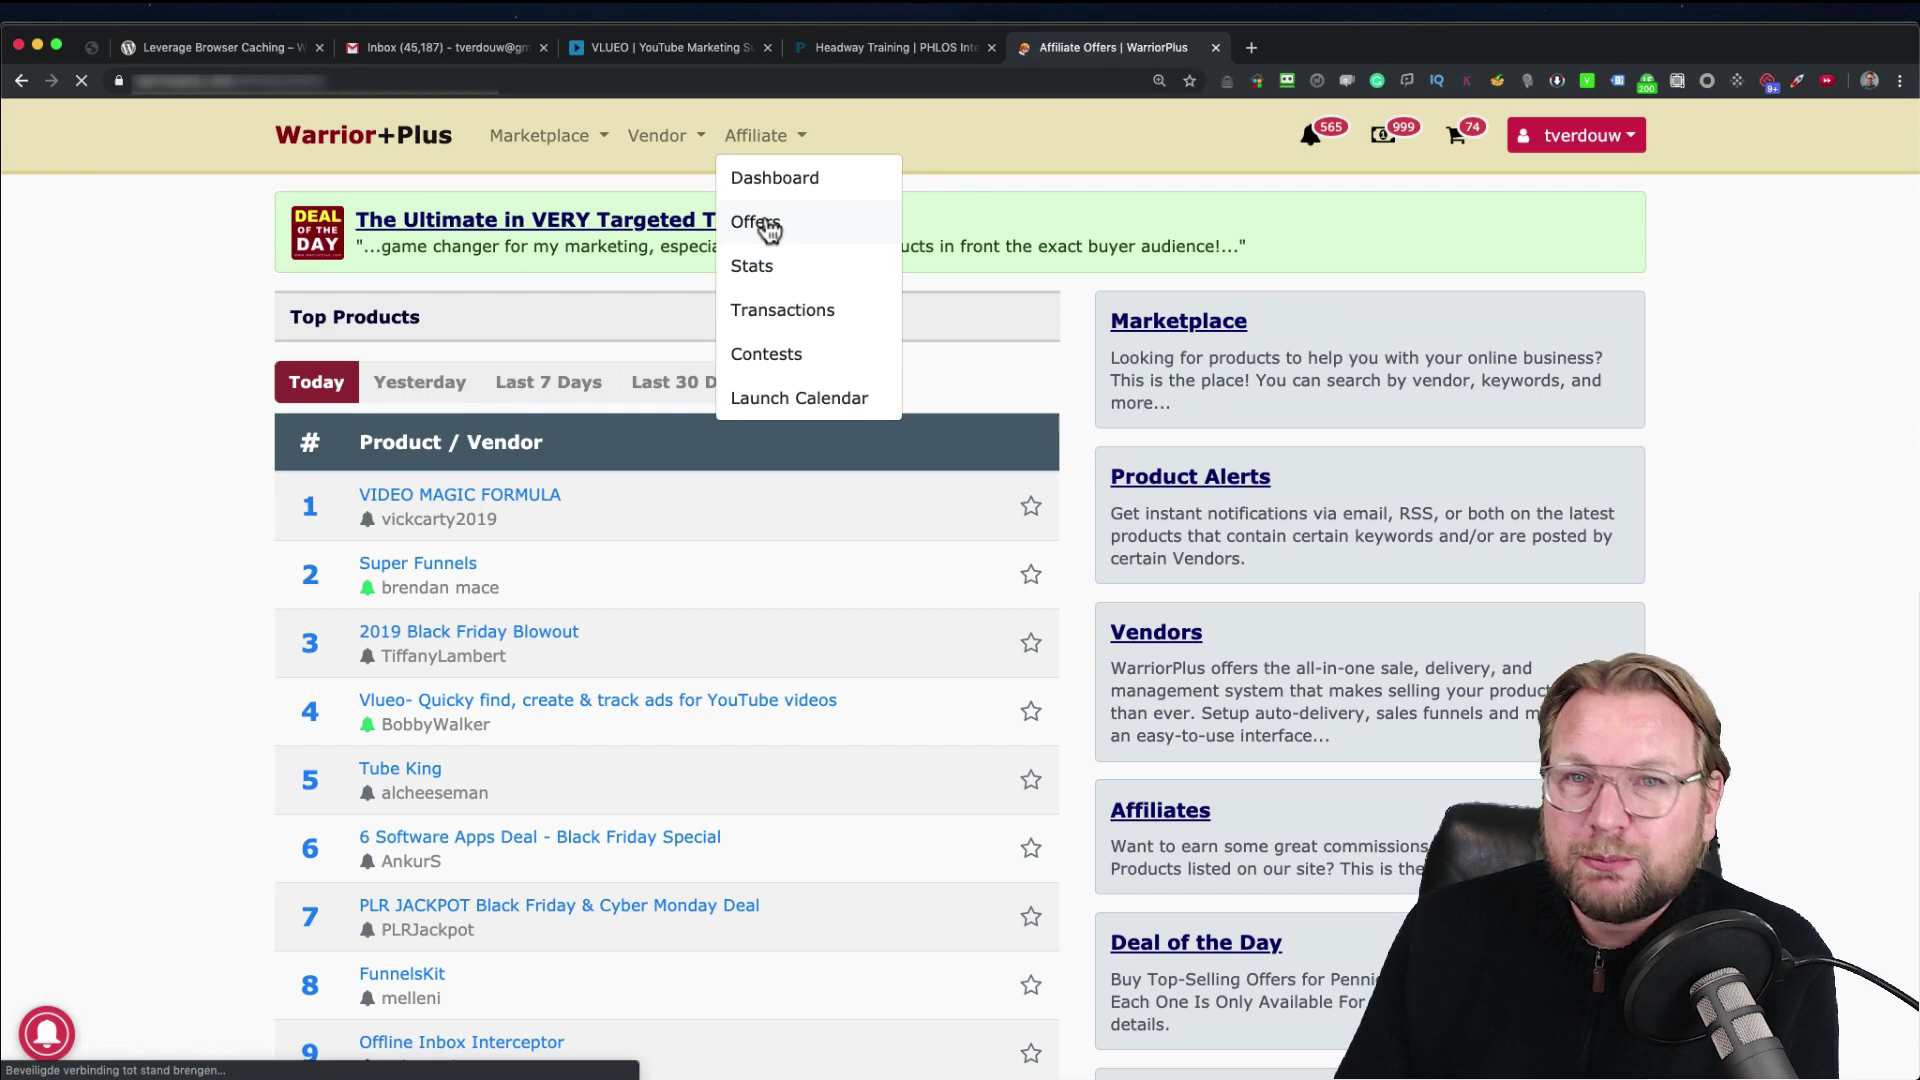 Leverage Browser Caching – W
Inbox (45,187) - tverdouw@gm
VLUEO | YouTube Marketing Su
Headway Training | PHLOS Inte
Affiliate Offers | WarriorPlus
IQ
200
9+
Warrior+Plus
Marketplace
Vendor
Affiliate
565
999
74
tverdouw
Dashboard
Offers
Stats
Transactions
Contests
Launch Calendar
DEAL
OF THE
DAY
The Ultimate in VERY Targeted T
"...game changer for my marketing, especia
ucts in front the exact buyer audience!..."
Top Products
Today
Yesterday
Last 7 Days
Last 30 D
#
Product / Vendor
1
VIDEO MAGIC FORMULA
vickcarty2019
2
Super Funnels
brendan mace
3
2019 Black Friday Blowout
TiffanyLambert
4
Vlueo- Quicky find, create & track ads for YouTube videos
BobbyWalker
5
Tube King
alcheeseman
6
6 Software Apps Deal - Black Friday Special
AnkurS
7
PLR JACKPOT Black Friday & Cyber Monday Deal
PLRJackpot
8
FunnelsKit
melleni
9
Offline Inbox Interceptor
Marketplace
Looking for products to help you with your online business?
This is the place! You can search by vendor, keywords, and
more...
Product Alerts
Get instant notifications via email, RSS, or both on the latest
products that contain certain keywords and/or are posted by
certain Vendors.
Vendors
WarriorPlus offers the all-in-one sale, delivery, and
management system that makes selling your product
than ever. Setup auto-delivery, sales funnels and m
an easy-to-use interface...
Affiliates
Want to earn some great commissions
Products listed on our site? This is the
Deal of the Day
Buy Top-Selling Offers for Penni
Each One Is Only Available For
details.
Beveiligde verbinding tot stand brengen...